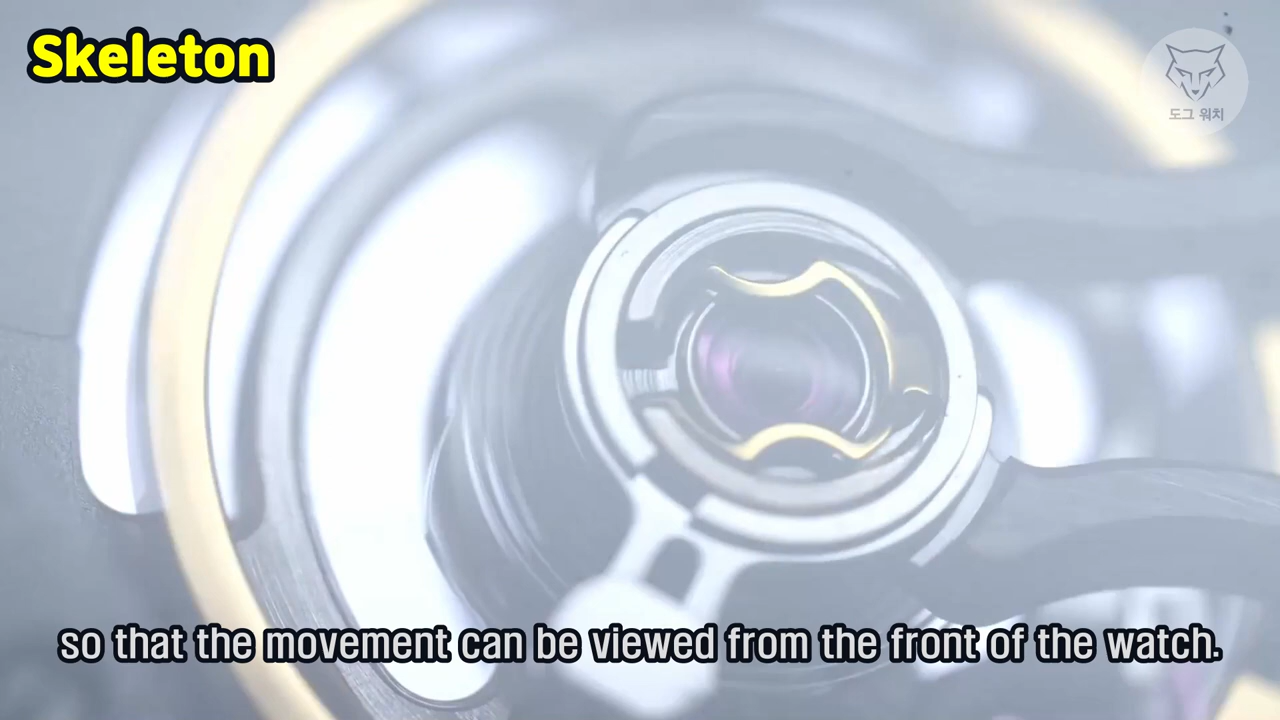 Skeleton
도그 워치
so that the movement can be viewed from the front of the watch.